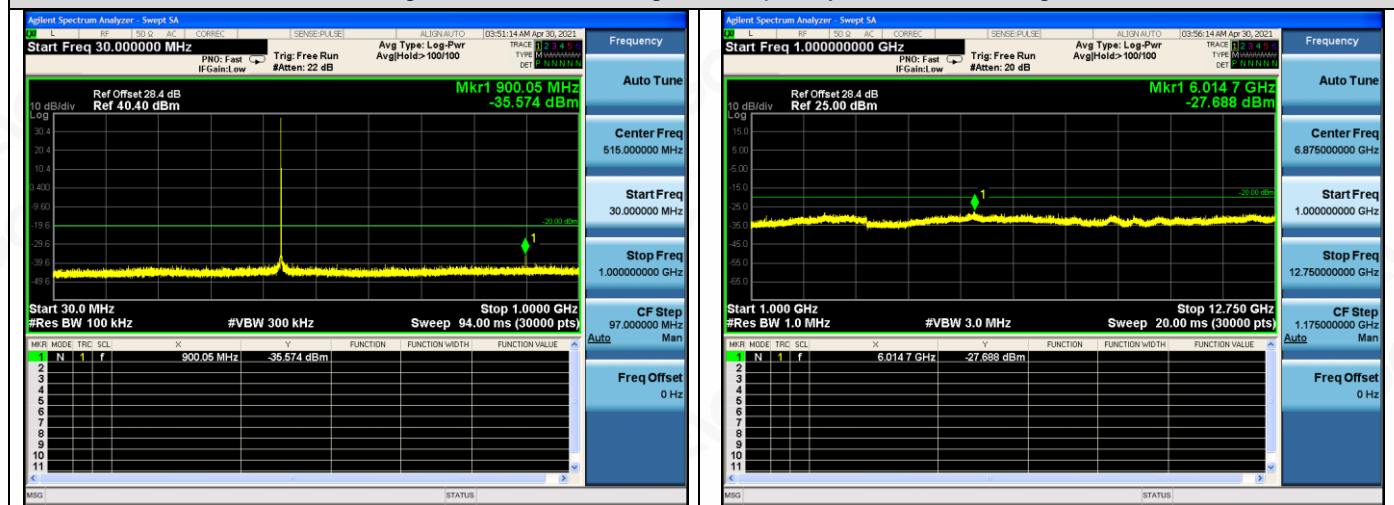 Agilent Spectrum Analyzer - Swept SA
L RF 50 Ω AC CORREC SENSE:PULSE ALIGN AUTO 03:51:14 AM Apr 30, 2021
Start Freq 30.000000 MHz
PNO: Fast
IFGain:Low
Trig: Free Run
#Atten: 22 dB
Avg Type: Log-Pwr
Avg|Hold:>100/100
TRACE 1 2 3 4 5 6
TYPE M
DET P N N N N N
Mkr1 900.05 MHz
-35.574 dBm
Ref Offset 28.4 dB
10 dB/div Ref 40.40 dBm
Log
30.4
20.4
10.4
0.400
-9.60
-19.6
-29.6
-39.6
-49.6
-20.00 dBm
1
Start 30.0 MHz Stop 1.0000 GHz
#Res BW 100 kHz #VBW 300 kHz Sweep 94.00 ms (30000 pts)
MKR MODE TRC SCL X Y FUNCTION FUNCTION WIDTH FUNCTION VALUE
1 N 1 f 900.05 MHz -35.574 dBm
2
3
4
5
6
7
8
9
10
11
MSG STATUS
Frequency
Auto Tune
Center Freq
515.000000 MHz
Start Freq
30.000000 MHz
Stop Freq
1.000000000 GHz
CF Step
97.000000 MHz
Auto Man
Freq Offset
0 Hz
Agilent Spectrum Analyzer - Swept SA
L RF 50 Ω AC CORREC SENSE:PULSE ALIGN AUTO 03:56:14 AM Apr 30, 2021
Start Freq 1.000000000 GHz
PNO: Fast
IFGain:Low
Trig: Free Run
#Atten: 20 dB
Avg Type: Log-Pwr
Avg|Hold:>100/100
TRACE 1 2 3 4 5 6
TYPE M
DET P N N N N N
Mkr1 6.014 7 GHz
-27.688 dBm
Ref Offset 28.4 dB
10 dB/div Ref 25.00 dBm
Log
15.0
5.00
-5.00
-15.0
-25.0
-35.0
-45.0
-55.0
-65.0
-20.00 dBm
1
Start 1.000 GHz Stop 12.750 GHz
#Res BW 1.0 MHz #VBW 3.0 MHz Sweep 20.00 ms (30000 pts)
MKR MODE TRC SCL X Y FUNCTION FUNCTION WIDTH FUNCTION VALUE
1 N 1 f 6.014 7 GHz -27.688 dBm
2
3
4
5
6
7
8
9
10
11
MSG STATUS
Frequency
Auto Tune
Center Freq
6.875000000 GHz
Start Freq
1.000000000 GHz
Stop Freq
12.750000000 GHz
CF Step
1.175000000 GHz
Auto Man
Freq Offset
0 Hz